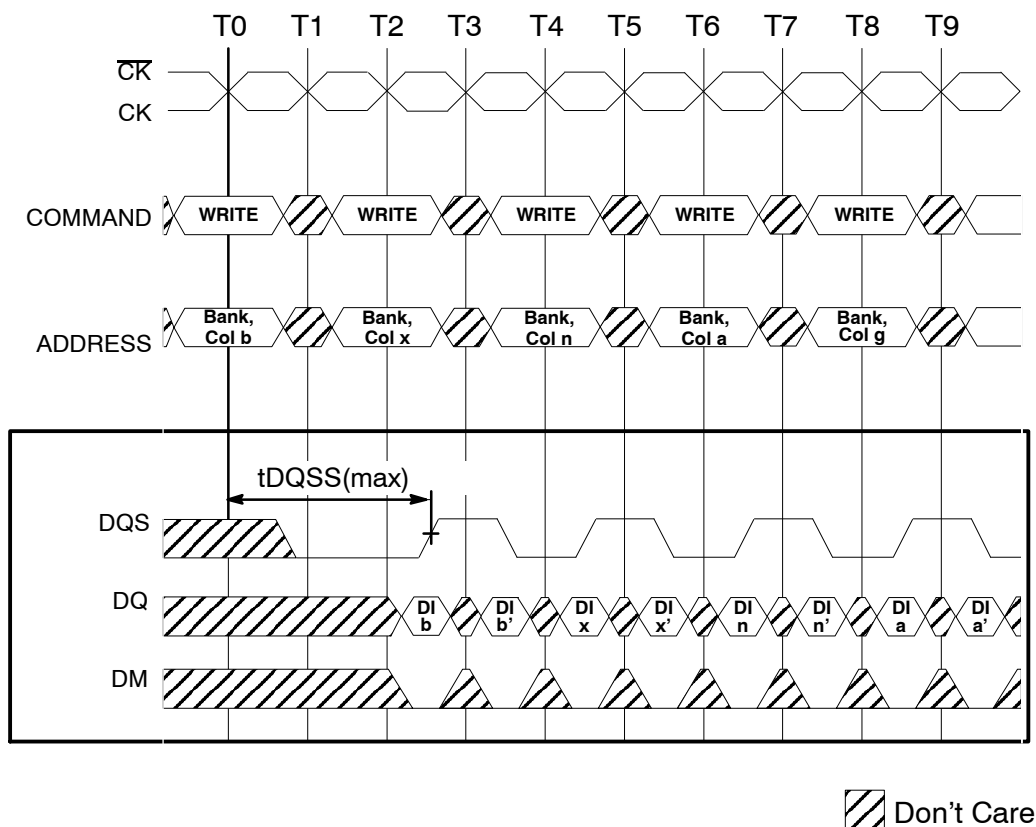 T0 T1 T2 T3 T4 T5 T6 T7 T8 T9
CK
CK
COMMAND WRITE WRITE WRITE WRITE WRITE
ADDRESS
Bank, Col b
Bank, Col x
Bank, Col n
Bank, Col a
Bank, Col g
tDQSS(max)
DQS
DQ
DI b
DI b'
DI x
DI x'
DI n
DI n'
DI a
DI a'
DM
Don't Care